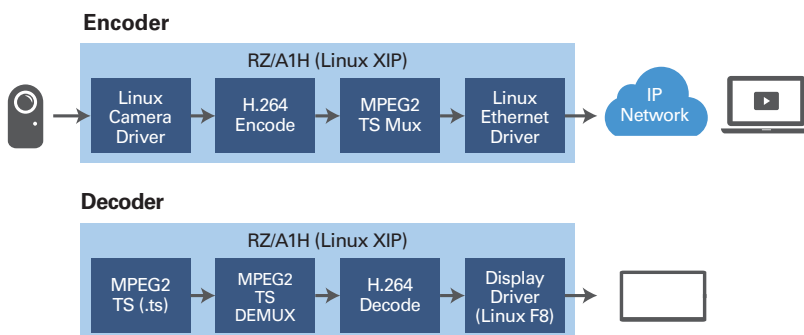 Encoder
RZ/A1H (Linux XIP)
Linux
Camera
Driver
H.264
Encode
MPEG2
TS Mux
Linux
Ethernet
Driver
IP
Network
Decoder
RZ/A1H (Linux XIP)
MPEG2
TS (.ts)
MPEG2
TS
DEMUX
H.264
Decode
Display
Driver
(Linux F8)